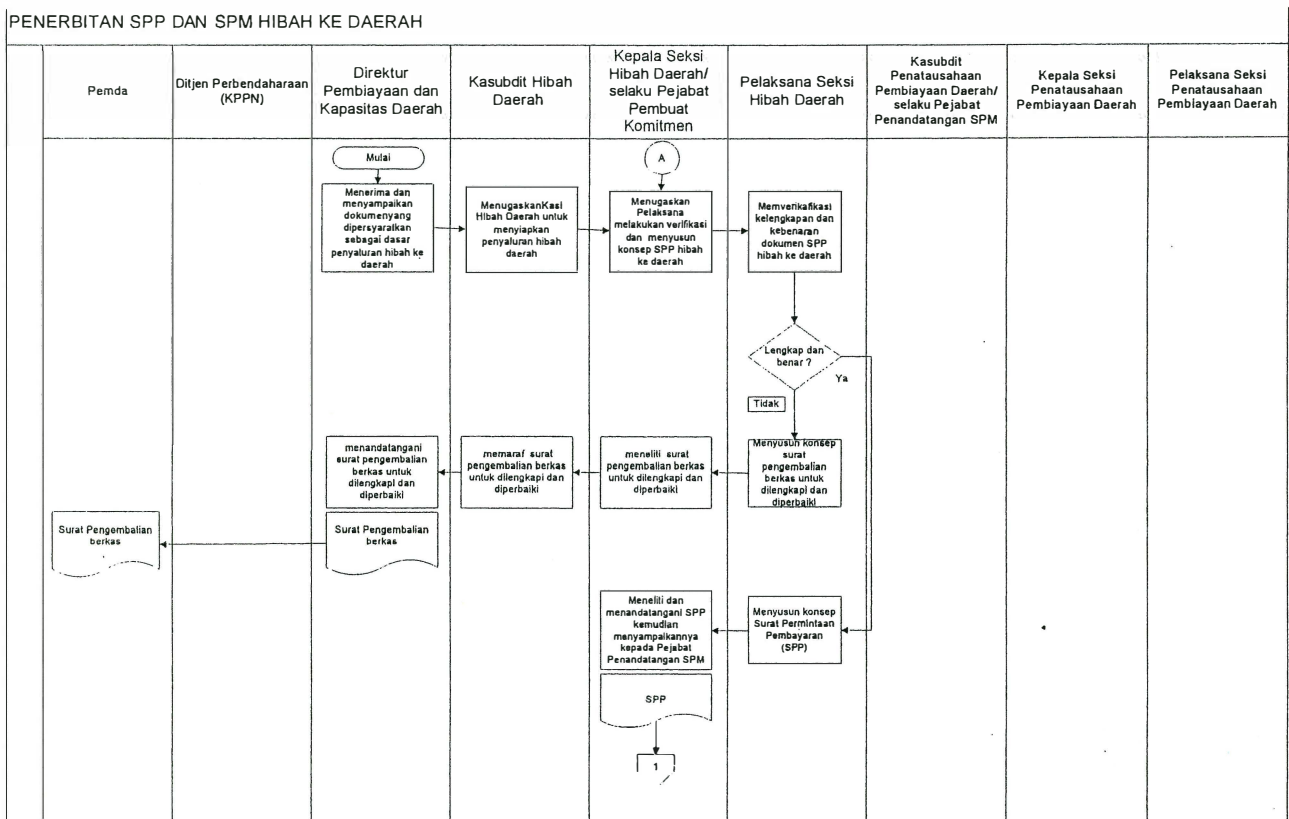 PENERBITAN SPP DAN SPM HIBAH KE DAERAH
Pemda
Ditjen Perbendaharaan
(KPPN)
Direktur
Pembiayaan dan
Kapasitas Daerah
Kasubdit Hibah
Daerah
Kepala Seksi
Hibah Daerah/
selaku Pejabat
Pembuat
Komitmen
Pelaksana Seksi
Hibah Daerah
Kasubdit
Penatausahaan
Pembiayaan Daerah/
selaku Pejabat
Penandatangan SPM
Kepala Seksi
Penatausahaan
Pembiayaan Daerah
Pelaksana Seksi
Penatausahaan
Pembiayaan Daerah
Mulai
A
Menerima dan
menyampaikan
dokumenyang
dipersyaratkan
sebagai dasar
penyaluran hibah ke
daerah
MenugaskanKasi
Hibah Daerah untuk
menyiapkan
penyaluran hibah
daerah
Menugaskan
Pelaksana
melakukan verifikasi
dan menyusun
konsep SPP hibah
ke daerah
Memverikafikasi
kelengkapan dan
kebenaran
dokumen SPP
hibah ke daerah
Lengkap dan
benar ?
Ya
Tidak
menandatangani
surat pengembalian
berkas untuk
dilengkapi dan
diperbaiki
memaraf surat
pengembalian berkas
untuk dilengkapi dan
diperbaiki
meneliti surat
pengembalian berkas
untuk dilengkapi dan
diperbaiki
Menyusun konsep
surat
pengembalian
berkas untuk
dilengkapi dan
diperbaiki
Surat Pengembalian
berkas
Surat Pengembalian
berkas
Meneliti dan
menandatangani SPP
kemudian
menyampaikannya
kepada Pejabat
Penandatangan SPM
Menyusun konsep
Surat Permintaan
Pembayaran
(SPP)
SPP
1